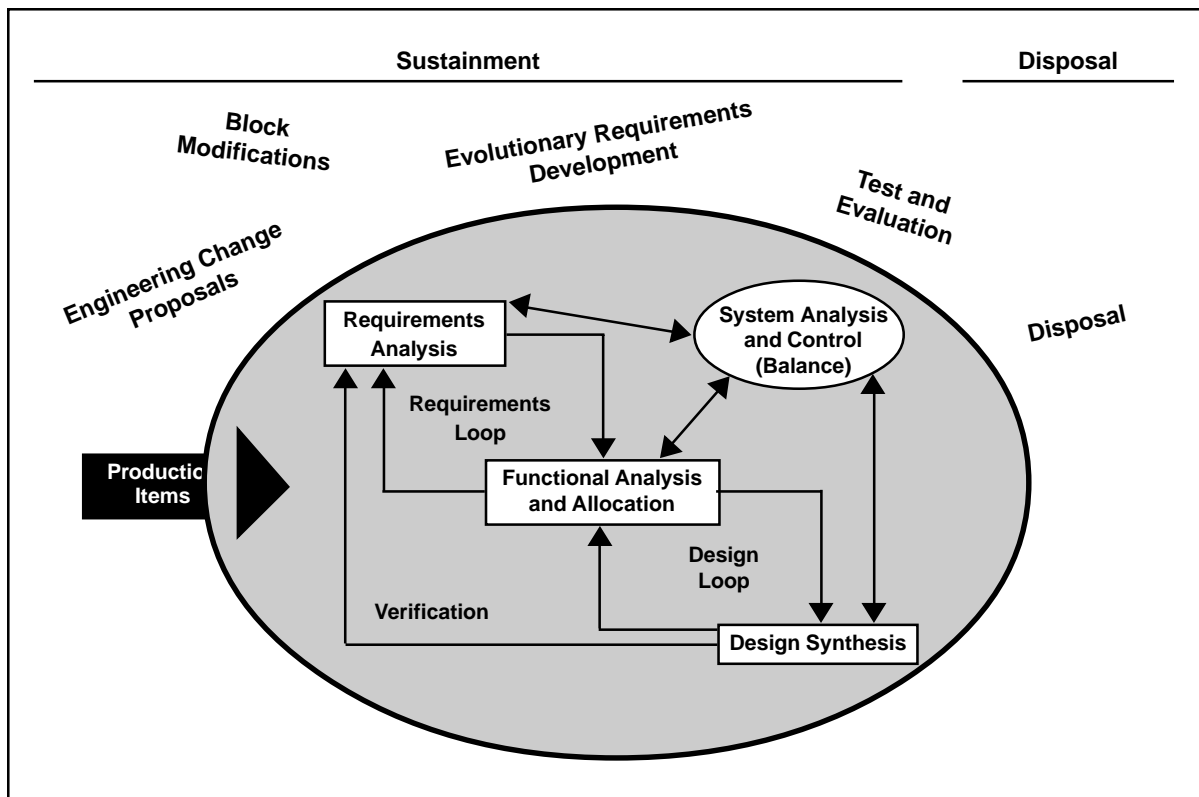 Sustainment
Disposal
Block
Modifications
Evolutionary Requirements
Development
Test and
Evaluation
Engineering Change
Proposals
Disposal
Requirements
Analysis
System Analysis
and Control
(Balance)
Requirements
Loop
Production
Items
Functional Analysis
and Allocation
Design
Loop
Verification
Design Synthesis